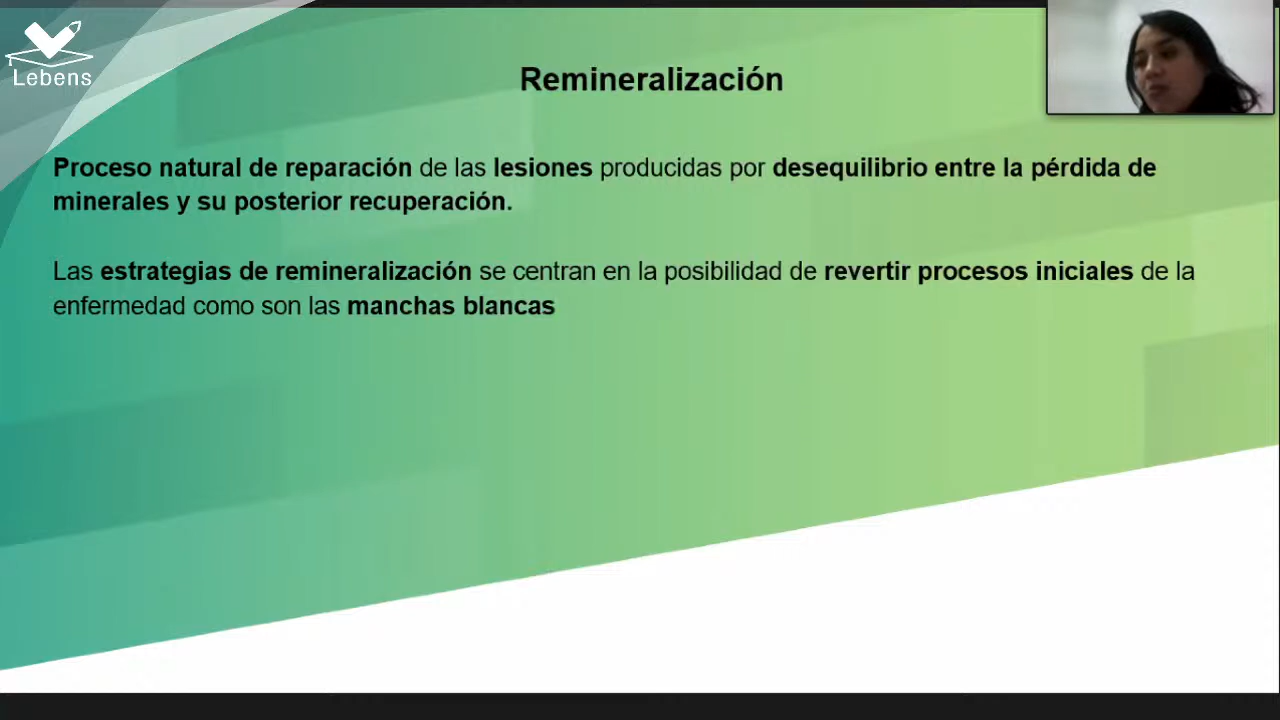 Lebens
Remineralización
Proceso natural de reparación de las lesiones producidas por desequilibrio entre la pérdida de
minerales y su posterior recuperación.
Las estrategias de remineralización se centran en la posibilidad de revertir procesos iniciales de la
enfermedad como son las manchas blancas